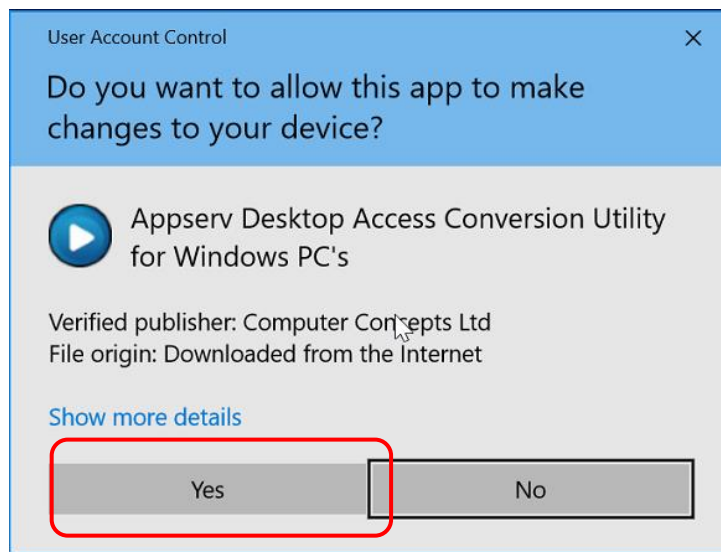 User Account Control
Do you want to allow this app to make
changes to your device?
Appserv Desktop Access Conversion Utility
for Windows PC's
Verified publisher: Computer Concepts Ltd
File origin: Downloaded from the Internet
Show more details
Yes
No